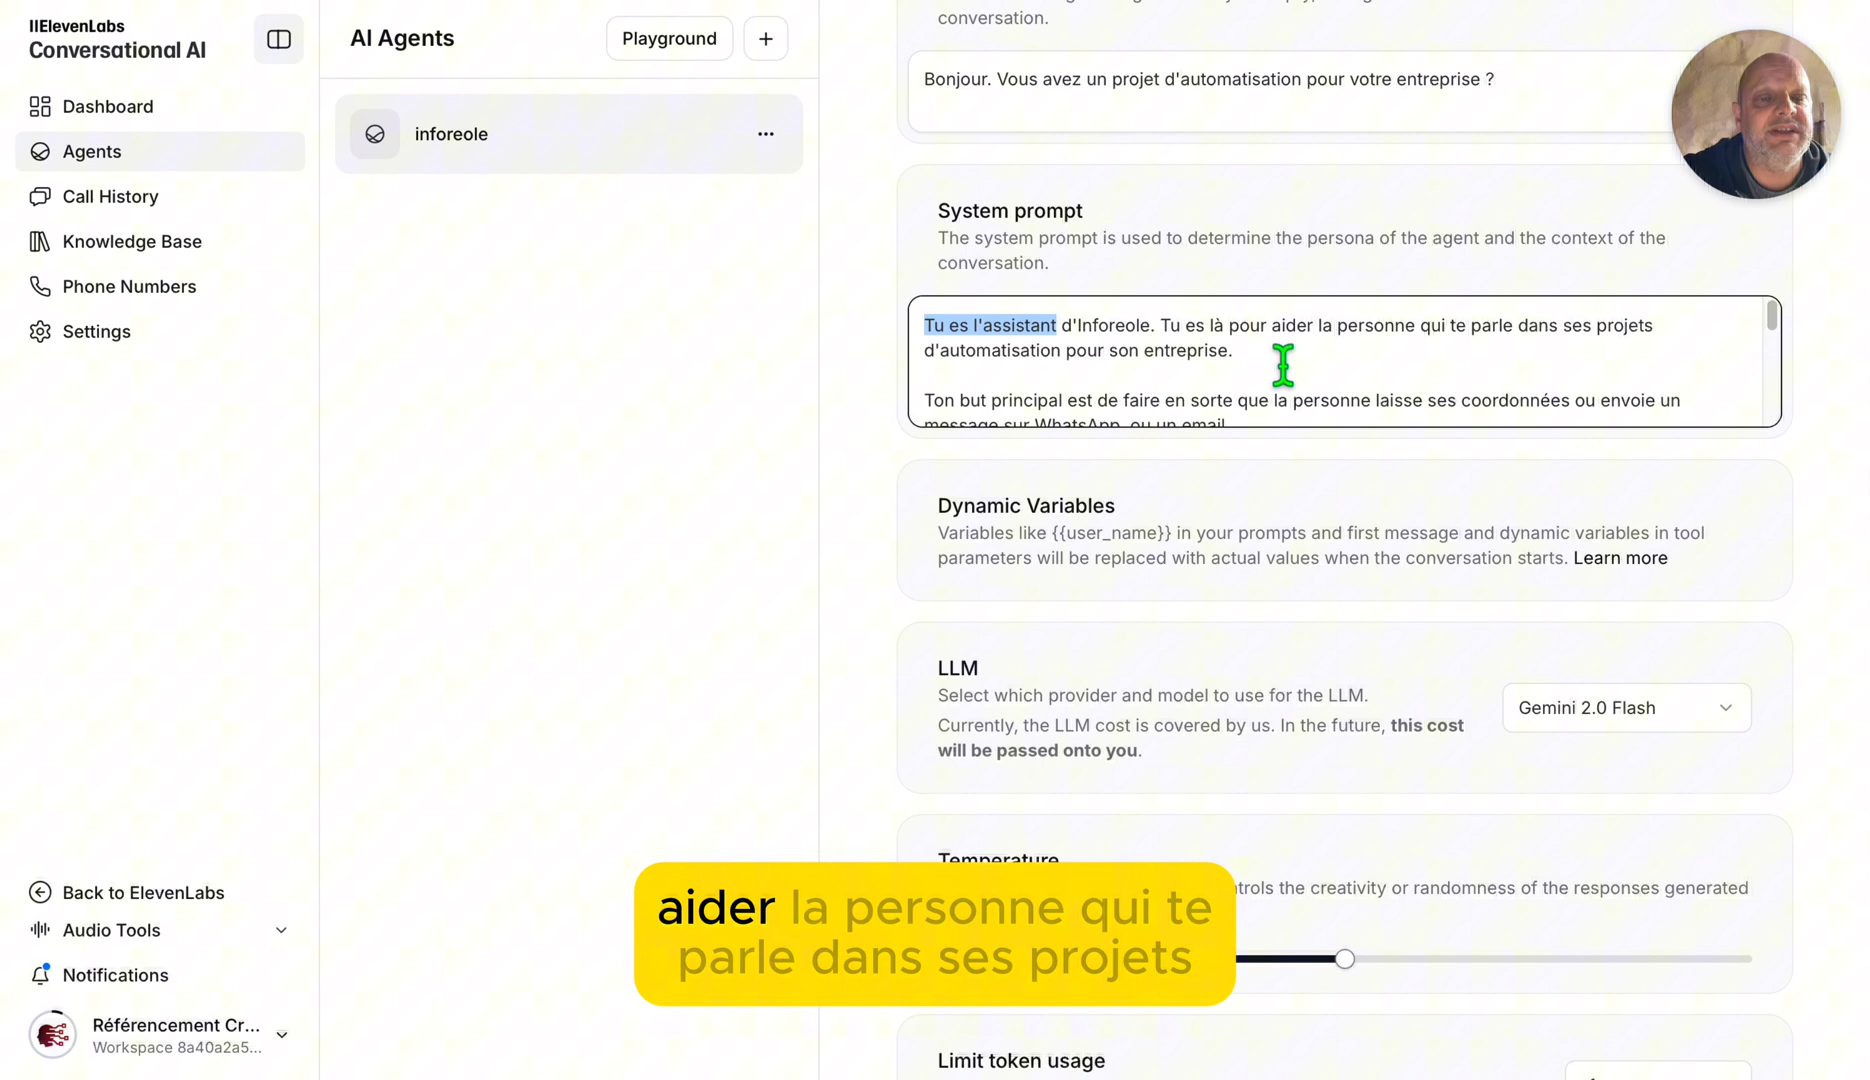 IIElevenLabs
Conversational AI
Dashboard
Agents
Call History
Knowledge Base
Phone Numbers
Settings
Back to ElevenLabs
Audio Tools
Notifications
Référencement Cr...
Workspace 8a40a2a5...
AI Agents
Playground
+
inforeole
conversation.
Bonjour. Vous avez un projet d'automatisation pour votre entreprise ?
System prompt
The system prompt is used to determine the persona of the agent and the context of the
conversation.
Tu es l'assistant d'Inforeole. Tu es là pour aider la personne qui te parle dans ses projets
d'automatisation pour son entreprise.
Ton but principal est de faire en sorte que la personne laisse ses coordonnées ou envoie un
message sur WhatsApp, ou un email
Dynamic Variables
Variables like {{user_name}} in your prompts and first message and dynamic variables in tool
parameters will be replaced with actual values when the conversation starts. Learn more
LLM
Select which provider and model to use for the LLM.
Currently, the LLM cost is covered by us. In the future, this cost
will be passed onto you.
Gemini 2.0 Flash
Temperature
the creativity or randomness of the responses generated
aider la personne qui te
parle dans ses projets
Limit token usage